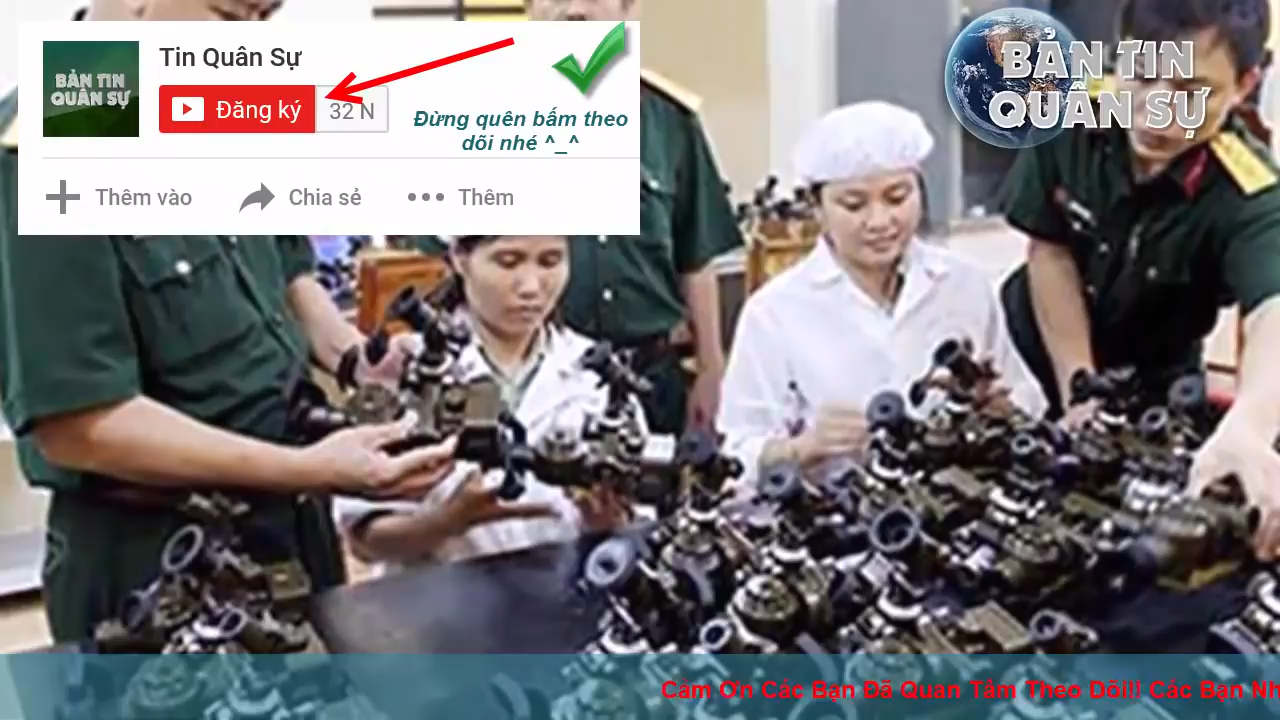 Tin Quân Sự
BẢN TIN
QUÂN SỰ
Đăng ký
32 N
Đừng quên bấm theo
dõi nhé ^_^
Thêm vào
Chia sẻ
Thêm
BẢN TIN
QUÂN SỰ
Cảm Ơn Các Bạn Đã Quan Tâm Theo Dõi!! Các Bạn